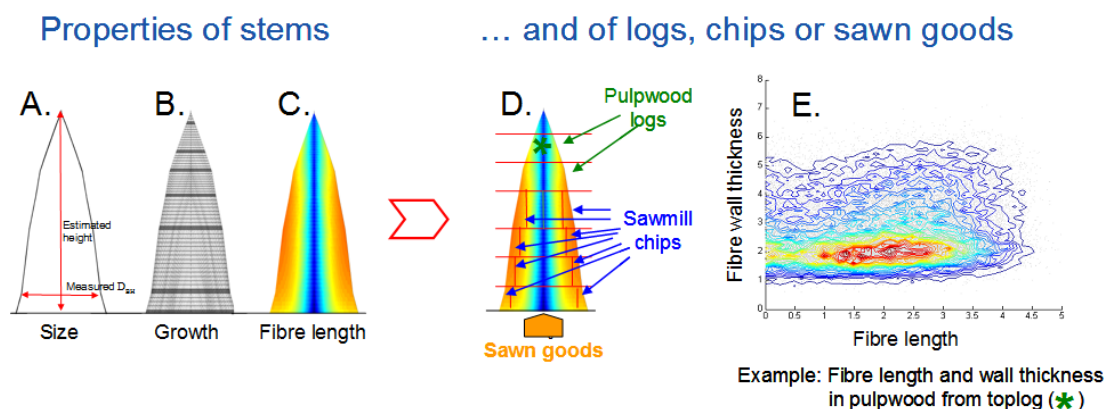 Properties of stems
... and of logs, chips or sawn goods
A.
B.
C.
D.
E.
Estimated
height
Measured D_BH
Size
Growth
Fibre length
Pulpwood
logs
Sawmill
chips
Sawn goods
Fibre wall thickness
8
7
6
5
4
3
2
1
0
0 0.5 1 1.5 2 2.5 3 3.5 4 4.5 5
Fibre length
Example: Fibre length and wall thickness
in pulpwood from toplog (*)